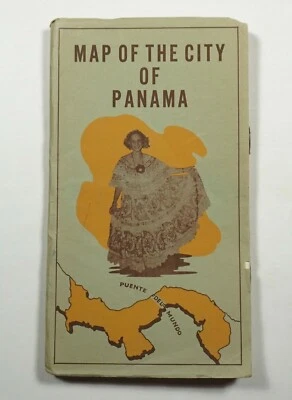 MAP OF THE CITY
OF
PANAMA
PUENTE DEL MUNDO